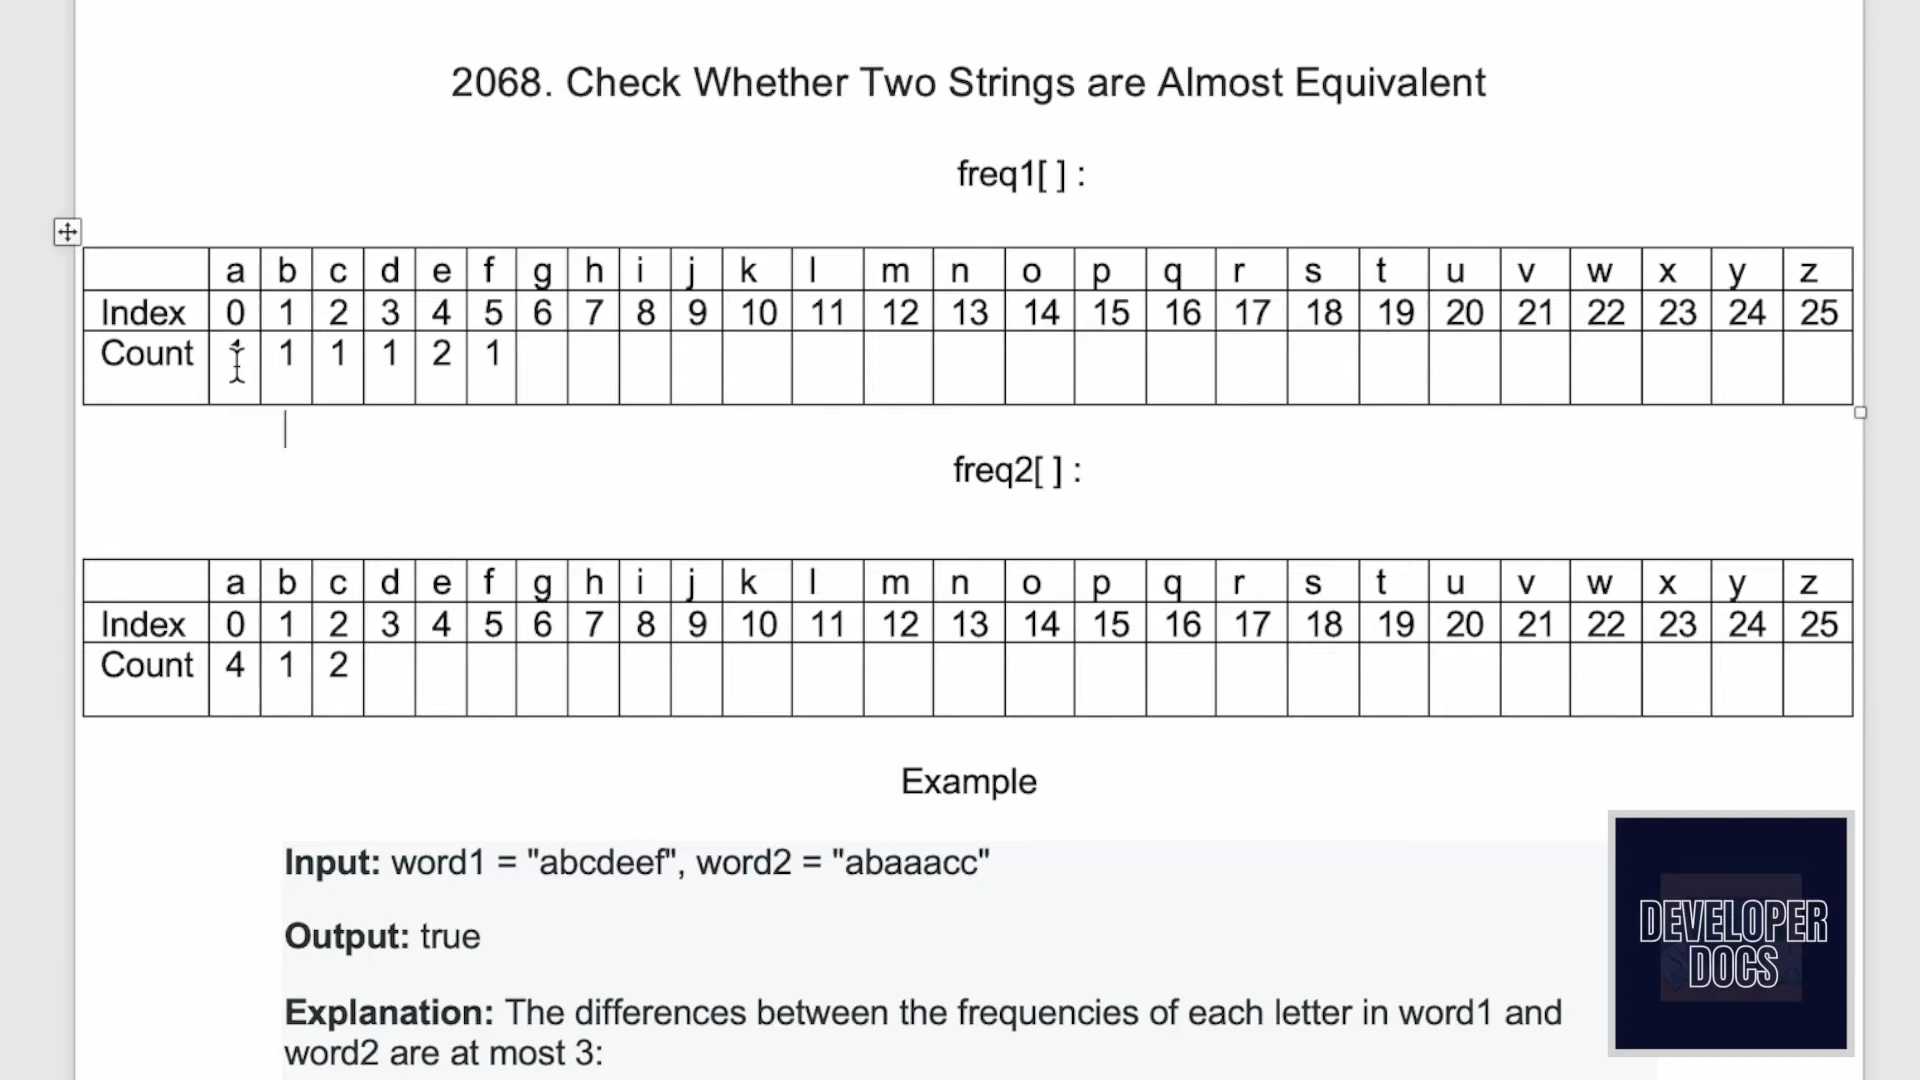 2068. Check Whether Two Strings are Almost Equivalent
freq1[ ] :
a b c d e f g h i j k l m n o p q r s t u v w x y z
Index 0 1 2 3 4 5 6 7 8 9 10 11 12 13 14 15 16 17 18 19 20 21 22 23 24 25
Count 1 1 1 2 1
freq2[ ] :
a b c d e f g h i j k l m n o p q r s t u v w x y z
Index 0 1 2 3 4 5 6 7 8 9 10 11 12 13 14 15 16 17 18 19 20 21 22 23 24 25
Count 4 1 2
Example
Input: word1 = "abcdeef", word2 = "abaaacc"
Output: true
Explanation: The differences between the frequencies of each letter in word1 and
word2 are at most 3:
DEVELOPER
DOCS